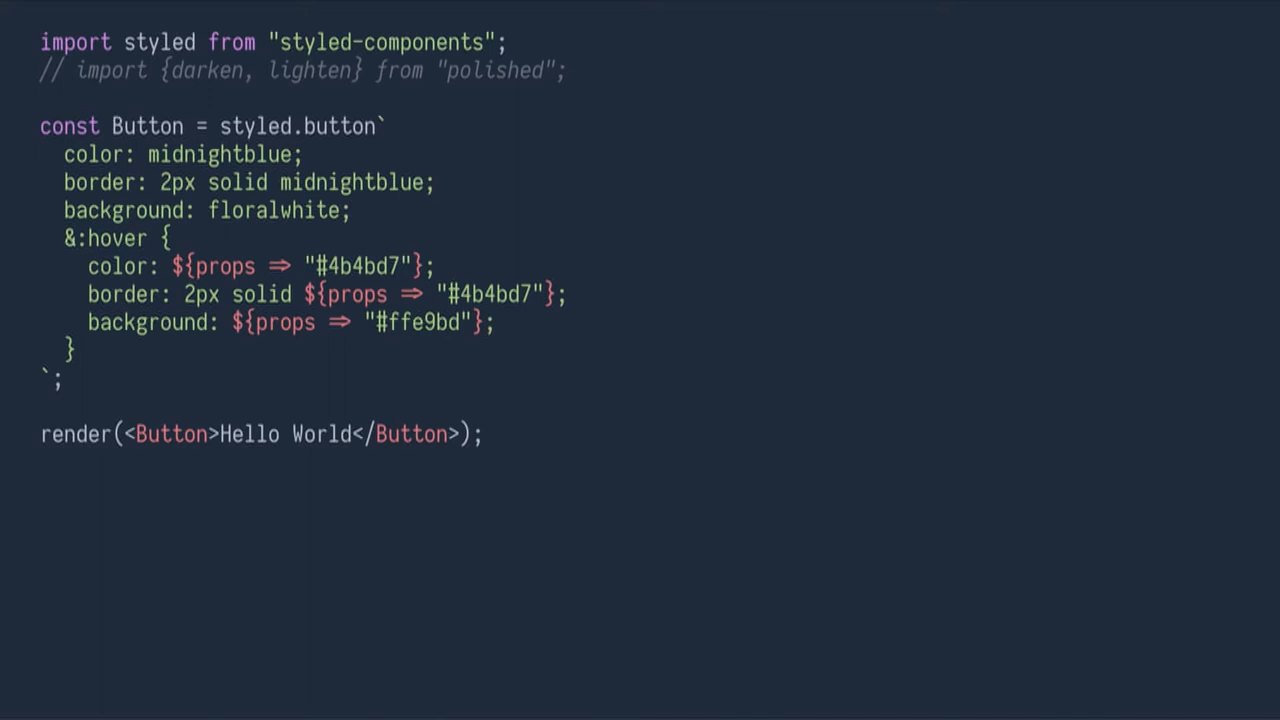 import styled from "styled-components";
// import {darken, lighten} from "polished";
const Button = styled.button`
color: midnightblue;
border: 2px solid midnightblue;
background: floralwhite;
&:hover {
color: ${props => "#4b4bd7"};
border: 2px solid ${props => "#4b4bd7"};
background: ${props => "#ffe9bd"};
}
`;
render(<Button>Hello World</Button>);